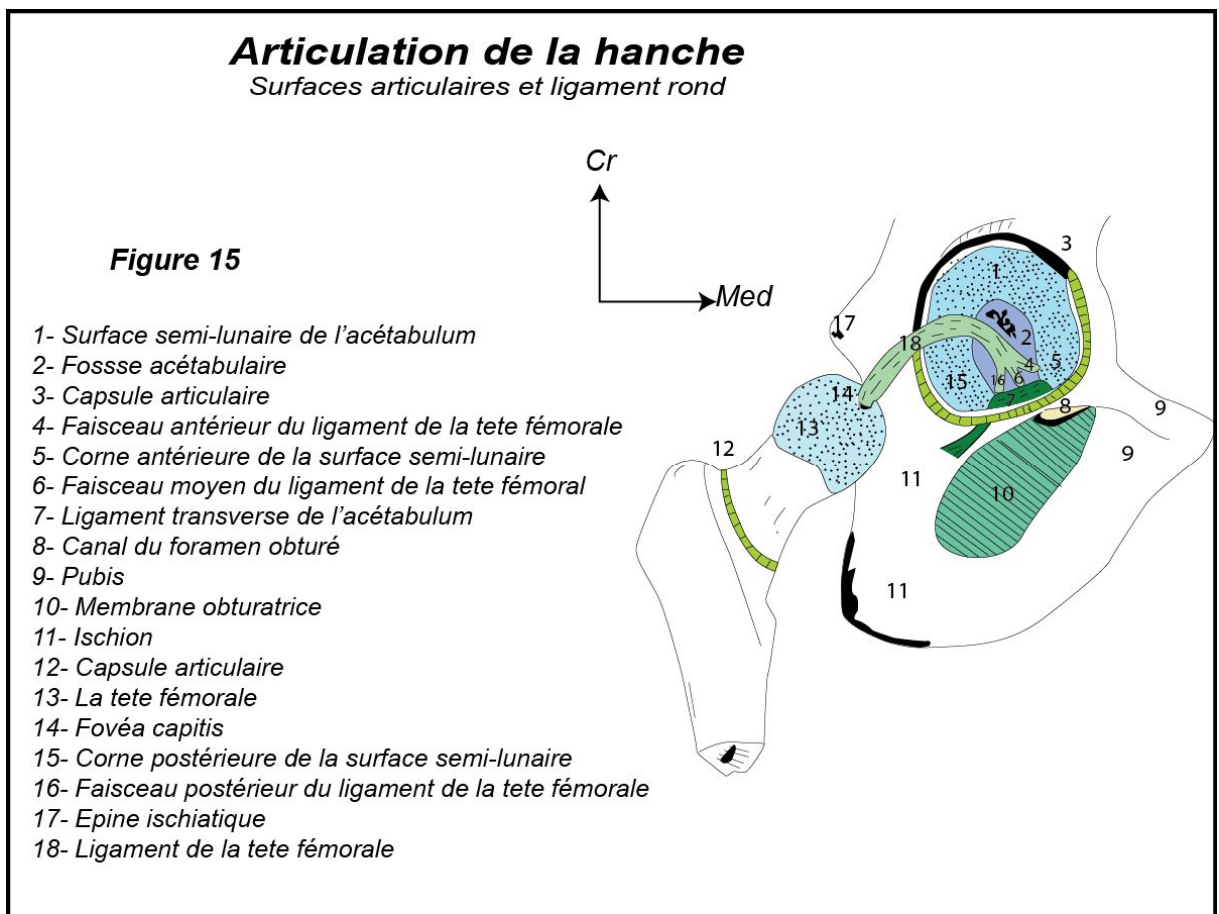 Articulation de la hanche
Surfaces articulaires et ligament rond
Cr
Med
Figure 15
1- Surface semi-lunaire de l'acétabulum
2- Fossse acétabulaire
3- Capsule articulaire
4- Faisceau antérieur du ligament de la tete fémorale
5- Corne antérieure de la surface semi-lunaire
6- Faisceau moyen du ligament de la tete fémoral
7- Ligament transverse de l'acétabulum
8- Canal du foramen obturé
9- Pubis
10- Membrane obturatrice
11- Ischion
12- Capsule articulaire
13- La tete fémorale
14- Fovéa capitis
15- Corne postérieure de la surface semi-lunaire
16- Faisceau postérieur du ligament de la tete fémorale
17- Epine ischiatique
18- Ligament de la tete fémorale
3
1
17
2
18
4
5
15
16
6
7
14
8
9
13
12
9
11
10
11